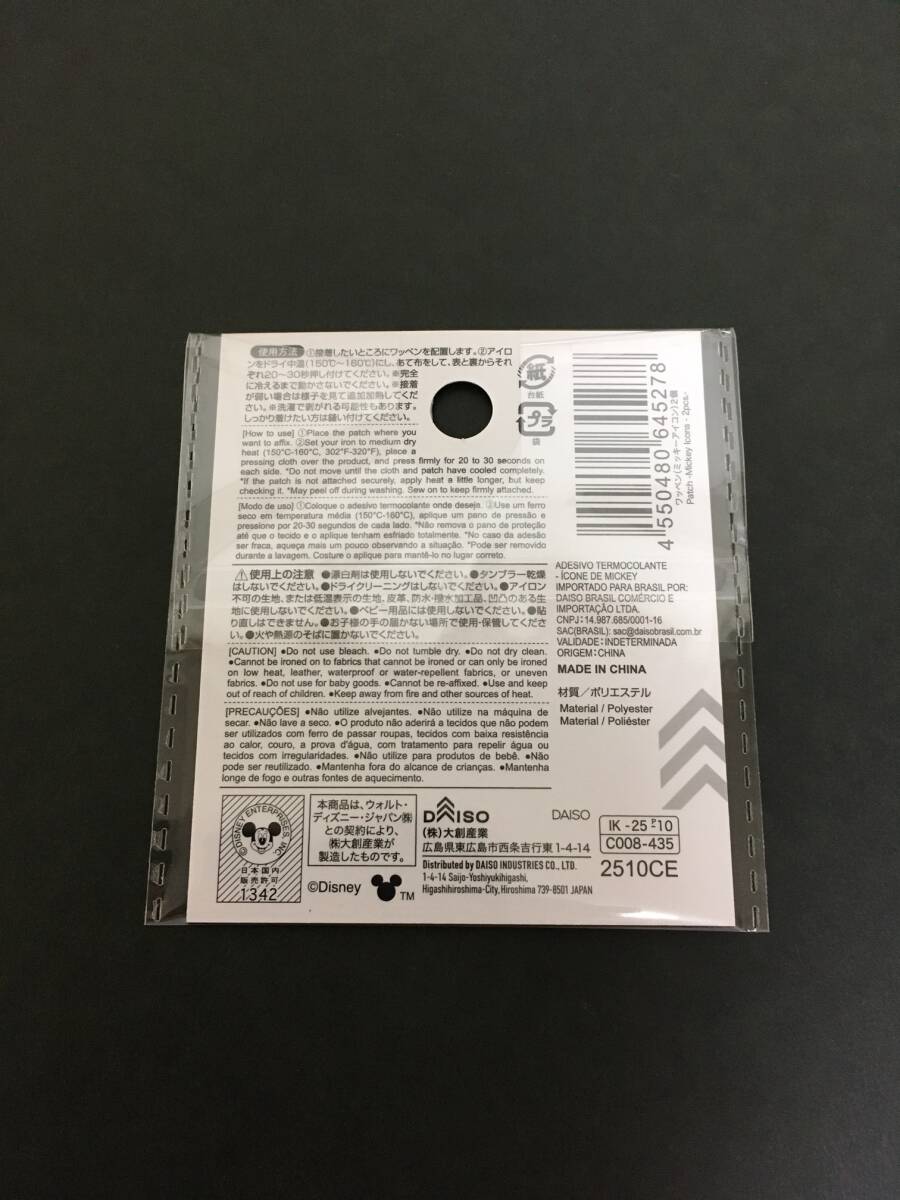 使用方法 ①接着したいところにワッペンを配置します。②アイロ
ンをドライ中温(150℃〜160℃)にし、あて布をして、表と裏からそれ
ぞれ20〜30秒押し付けてください。※完全
に冷えるまで動かさないでください。※接着
が弱い場合は様子を見て追加加熱してくだ
さい。※洗濯で剥がれる可能性もあります。
しっかり着けたい方は縫い付けてください。
[How to use] ①Place the patch where you
want to affix. ②Set your iron to medium dry
heat (150°C-160°C, 302°F-320°F), place a
pressing cloth over the product, and press firmly for 20 to 30 seconds on
each side. *Do not move until the cloth and patch have cooled completely.
*If the patch is not attached securely, apply heat a little longer, but keep
checking it. *May peel off during washing. Sew on to keep firmly attached.
[Modo de uso] ①Coloque o adesivo termocolante onde deseja. ②Use um ferro
seco em temperatura média (150°C-160°C), aplique um pano de pressão e
pressione por 20-30 segundos de cada lado. *Não remova o pano de proteção
até que o tecido e o aplique tenham esfriado totalmente. *No caso da adesão
ser fraca, aqueça mais um pouco observando a situação. *Pode ser removido
durante a lavagem. Costure o aplique para mantê-lo no lugar correto.
⚠使用上の注意 ●漂白剤は使用しないでください。●タンブラー乾燥
はしないでください。●ドライクリーニングはしないでください。●アイロン
不可の生地、または低温表示の生地、皮革、防水・撥水加工品、凹凸のある生
地に使用しないでください。●ベビー用品には使用しないでください。●貼
り直しはできません。●お子様の手の届かない場所で使用・保管してくださ
い。●火や熱源のそばに置かないでください。
[CAUTION] ●Do not use bleach. ●Do not tumble dry. ●Do not dry clean.
●Cannot be ironed on to fabrics that cannot be ironed or can only be ironed
on low heat, leather, waterproof or water-repellent fabrics, or uneven
fabrics. ●Do not use for baby goods. ●Cannot be re-affixed. ●Use and keep
out of reach of children. ●Keep away from fire and other sources of heat.
[PRECAUÇÕES] ●Não utilize alvejantes. ●Não utilize na máquina de
secar. ●Não lave a seco. ●O produto não aderirá a tecidos que não podem
ser utilizados com ferro de passar roupas, tecidos com baixa resistência
ao calor, couro, a prova d'água, com tratamento para repelir água ou
tecidos com irregularidades. ●Não utilize para produtos de bebê. ●Não
pode ser reutilizado. ●Mantenha fora do alcance de crianças. ●Mantenha
longe de fogo e outras fontes de aquecimento.
紙
台紙
プラ
袋
4 550480 645278
ワッペン(ミッキーアイコン)2個
Patch -Mickey Icons - 2pcs.-
ADESIVO TERMOCOLANTE
- ÍCONE DE MICKEY
IMPORTADO PARA BRASIL POR:
DAISO BRASIL COMÉRCIO E
IMPORTAÇÃO LTDA.
CNPJ: 14.987.685/0001-16
SAC(BRASIL): sac@daisobrasil.com.br
VALIDADE: INDETERMINADA
ORIGEM: CHINA
MADE IN CHINA
材質/ポリエステル
Material / Polyester
Material / Poliéster
©DISNEY ENTERPRISES, INC.
日本国内
販売許可
1342
本商品は、ウォルト・
ディズニー・ジャパン㈱
との契約により、
㈱大創産業が
製造したものです。
©Disney TM
DAISO
(株)大創産業
広島県東広島市西条吉行東 1-4-14
Distributed by DAISO INDUSTRIES CO., LTD.
1-4-14 Saijo-Yoshiyukihigashi,
Higashihiroshima-City, Hiroshima 739-8501 JAPAN
DAISO
IK - 25 P-10
C008-435
2510CE